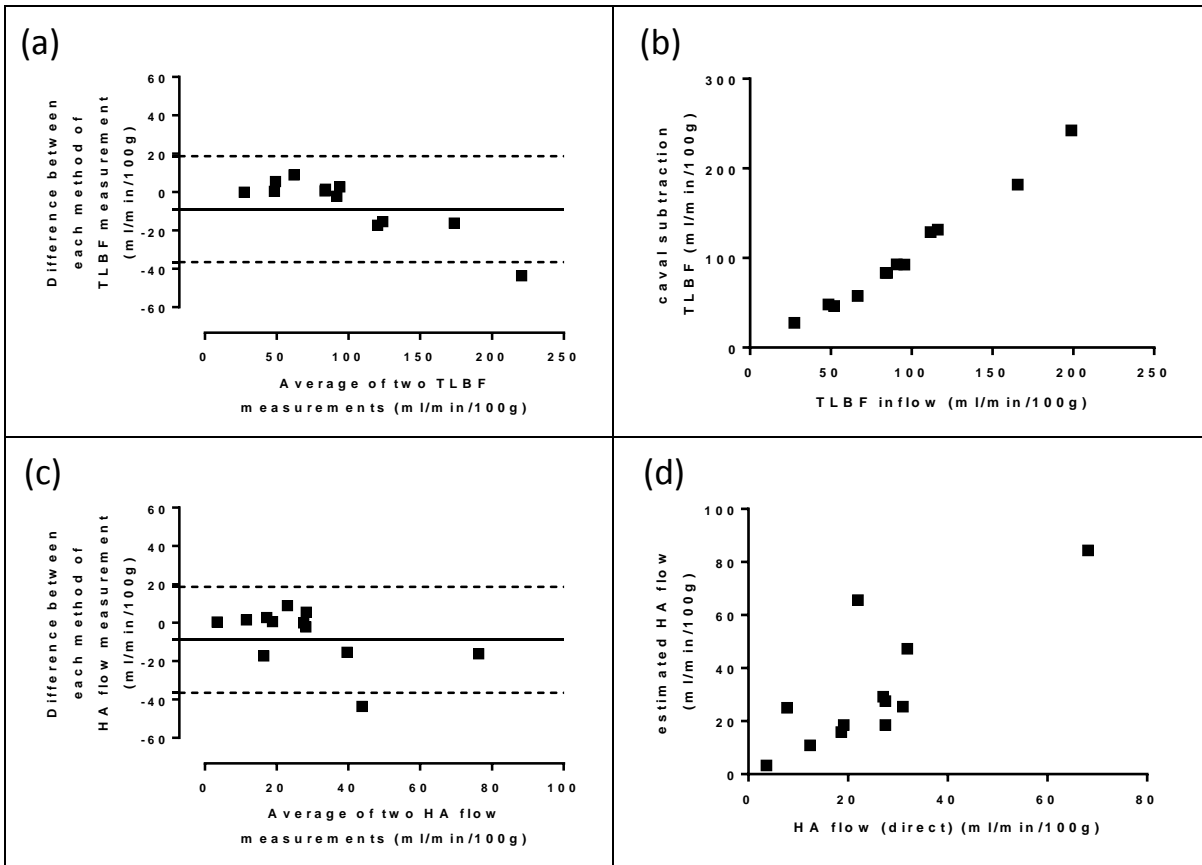 (a)
Difference between
each method of
TLBF measurement
(ml/min/100g)
60
40
20
0
-20
-40
-60
0 50 100 150 200 250
Average of two TLBF
measurements (ml/min/100g)
(b)
caval subtraction
TLBF (ml/min/100g)
300
200
100
0
0 50 100 150 200 250
TLBF inflow (ml/min/100g)
(c)
Difference between
each method of
HA flow measurement
(ml/min/100g)
60
40
20
0
-20
-40
-60
0 20 40 60 80 100
Average of two HA flow
measurements (ml/min/100g)
(d)
estimated HA flow
(ml/min/100g)
100
80
60
40
20
0
0 20 40 60 80
HA flow (direct) (ml/min/100g)